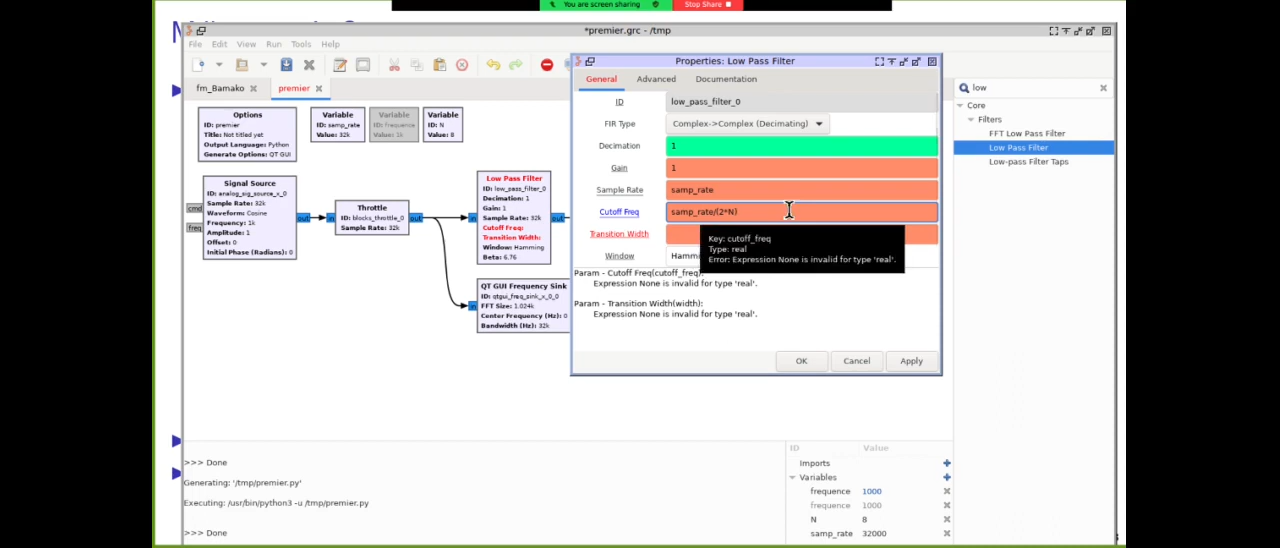 You are screen sharing
Stop Share
*premier.grc - /tmp
File Edit View Run Tools Help
fm_Bamako
premier
Options
ID: premier
Title: Not titled yet
Output Language: Python
Generate Options: QT GUI
Variable
ID: samp_rate
Value: 32k
Variable
ID: frequence
Value: 1k
Variable
ID: N
Value: 8
Signal Source
ID: analog_sig_source_x_0
Sample Rate: 32k
Waveform: Cosine
Frequency: 1k
Amplitude: 1
Offset: 0
Initial Phase (Radians): 0
cmd
freq
out
in
Throttle
ID: blocks_throttle_0
Sample Rate: 32k
out
in
Low Pass Filter
ID: low_pass_filter_0
Decimation: 1
Gain: 1
Sample Rate: 32k
Cutoff Freq:
Transition Width:
Window: Hamming
Beta: 6.76
out
in
QT GUI Frequency Sink
ID: qtgui_freq_sink_x_0_0
FFT Size: 1.024k
Center Frequency (Hz): 0
Bandwidth (Hz): 32k
Properties: Low Pass Filter
General Advanced Documentation
ID low_pass_filter_0
FIR Type Complex->Complex (Decimating)
Decimation 1
Gain 1
Sample Rate samp_rate
Cutoff Freq samp_rate/(2*N)
Transition Width
Window Hammi
Key: cutoff_freq
Type: real
Error: Expression None is invalid for type 'real'.
Param - Cutoff Freq(cutoff_freq):
Expression None is invalid for type 'real'.
Param - Transition Width(width):
Expression None is invalid for type 'real'.
OK Cancel Apply
low
Core
Filters
FFT Low Pass Filter
Low Pass Filter
Low-pass Filter Taps
>>> Done
Generating: '/tmp/premier.py'
Executing: /usr/bin/python3 -u /tmp/premier.py
>>> Done
ID Value
Imports
Variables
frequence 1000
frequence 1000
N 8
samp_rate 32000